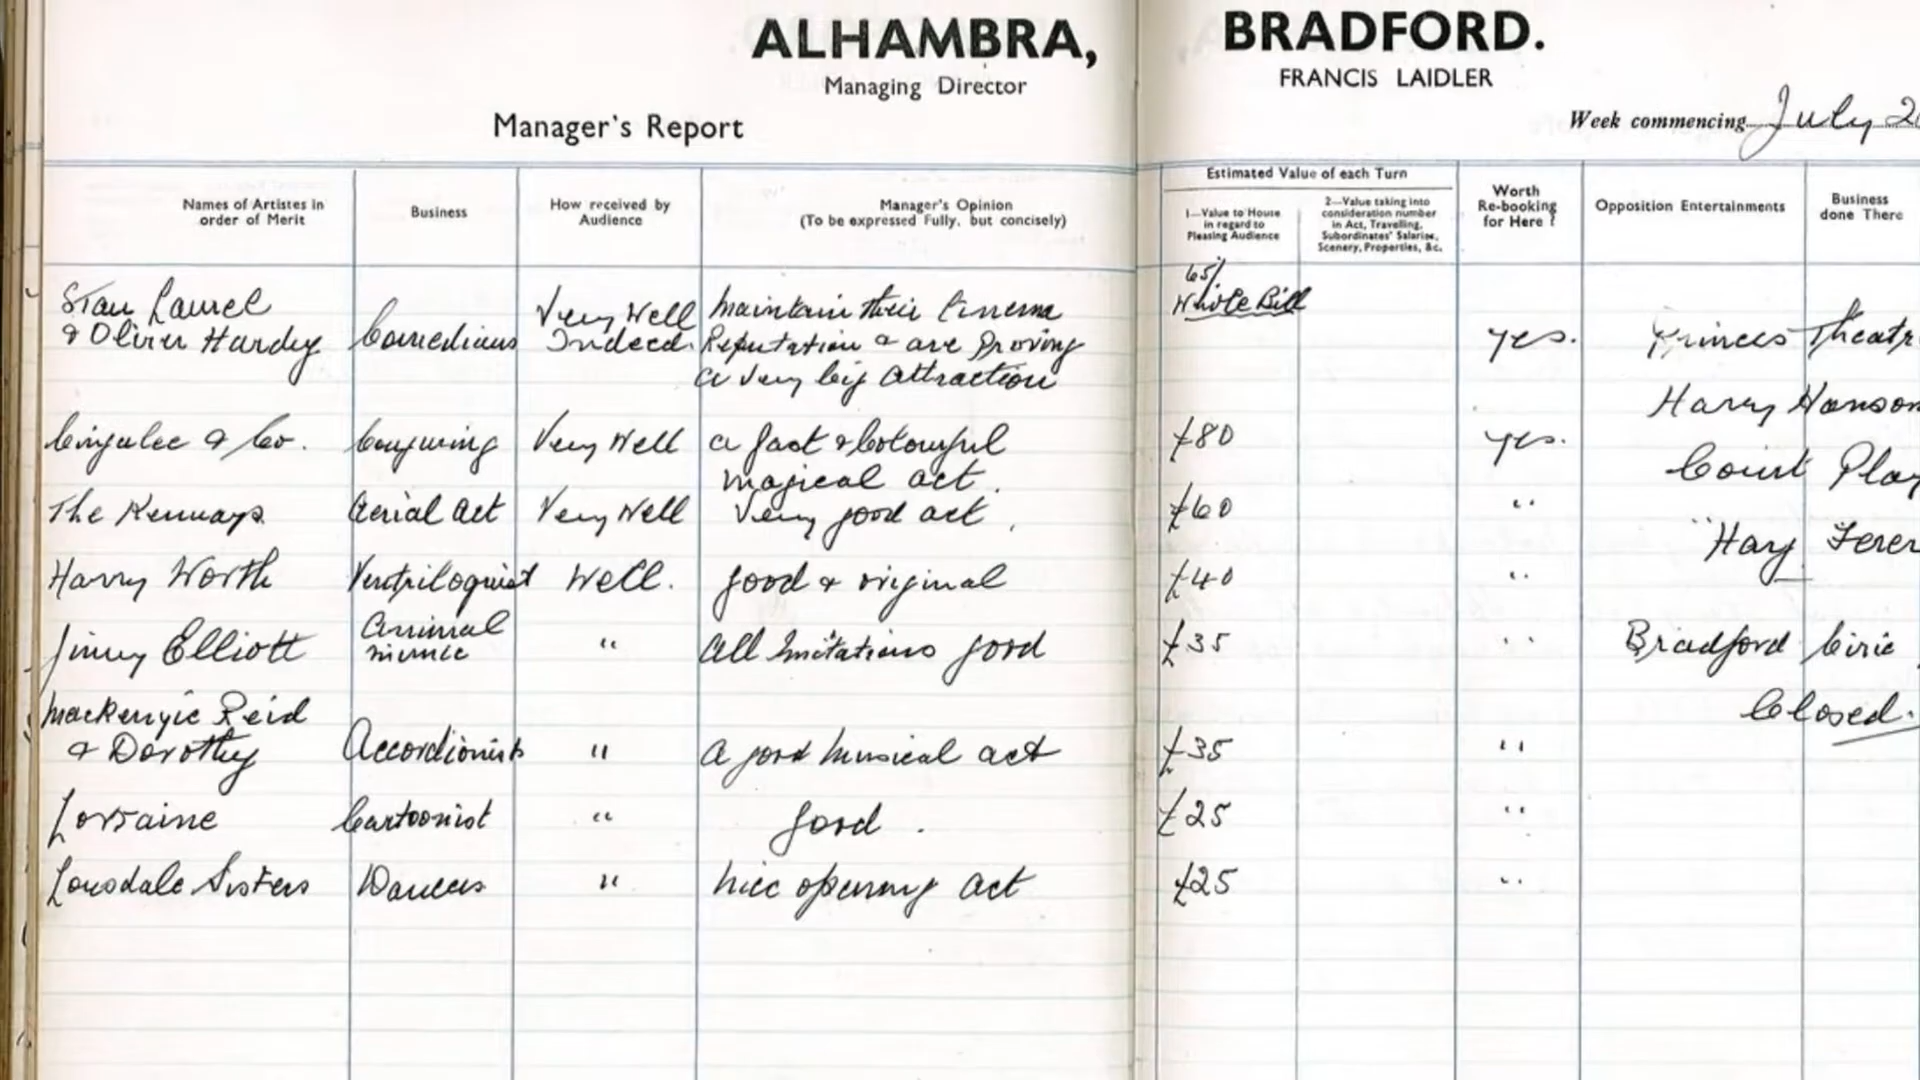 ALHAMBRA, BRADFORD.
Managing Director FRANCIS LAIDLER
Manager's Report
Week commencing July 2
Names of Artistes in order of Merit
Business
How received by Audience
Manager's Opinion
(To be expressed Fully, but concisely)
Estimated Value of each Turn
1—Value to House in regard to Pleasing Audience
2—Value taking into consideration number in Act, Travelling, Subordinates' Salaries, Scenery, Properties, &c.
Worth Re-booking for Here?
Opposition Entertainments
Business done There
Stan Laurel
& Oliver Hardy Comedians Very Well Indeed. Maintain their Cinema Reputation & are Proving a very big attraction 65/ Whole Bill yes. Princes Theatr
Harry Hanson
Cingalee & Co. Conjuring Very Well a fast & Colourful magical act. £80 yes. Court Play
The Kenways Aerial Act Very Well Very good act. £60 "
"Hay Fever
Harry Worth Ventriloquist Well. good & original £40 "
Jimmy Elliott Animal mimic " All Imitations good £35 " Bradford Civic
Closed.
Mackenzie Reid
& Dorothy Accordionists " A good musical act £35 "
Lorraine Cartoonist " good. £25 "
Lonsdale Sisters Dancers " nice opening act £25 "